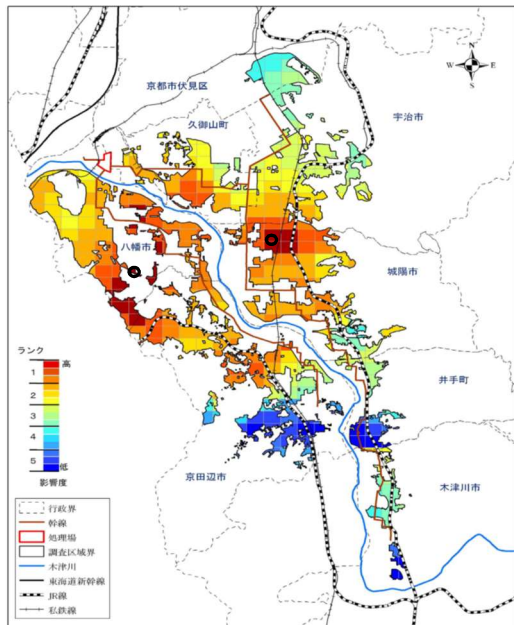 N
W
E
S
京都市伏見区
久御山町
宇治市
八幡市
城陽市
井手町
京田辺市
木津川市
ランク
高
1
2
3
4
5
低
影響度
行政界
幹線
処理場
調査区域界
木津川
東海道新幹線
JR線
私鉄線